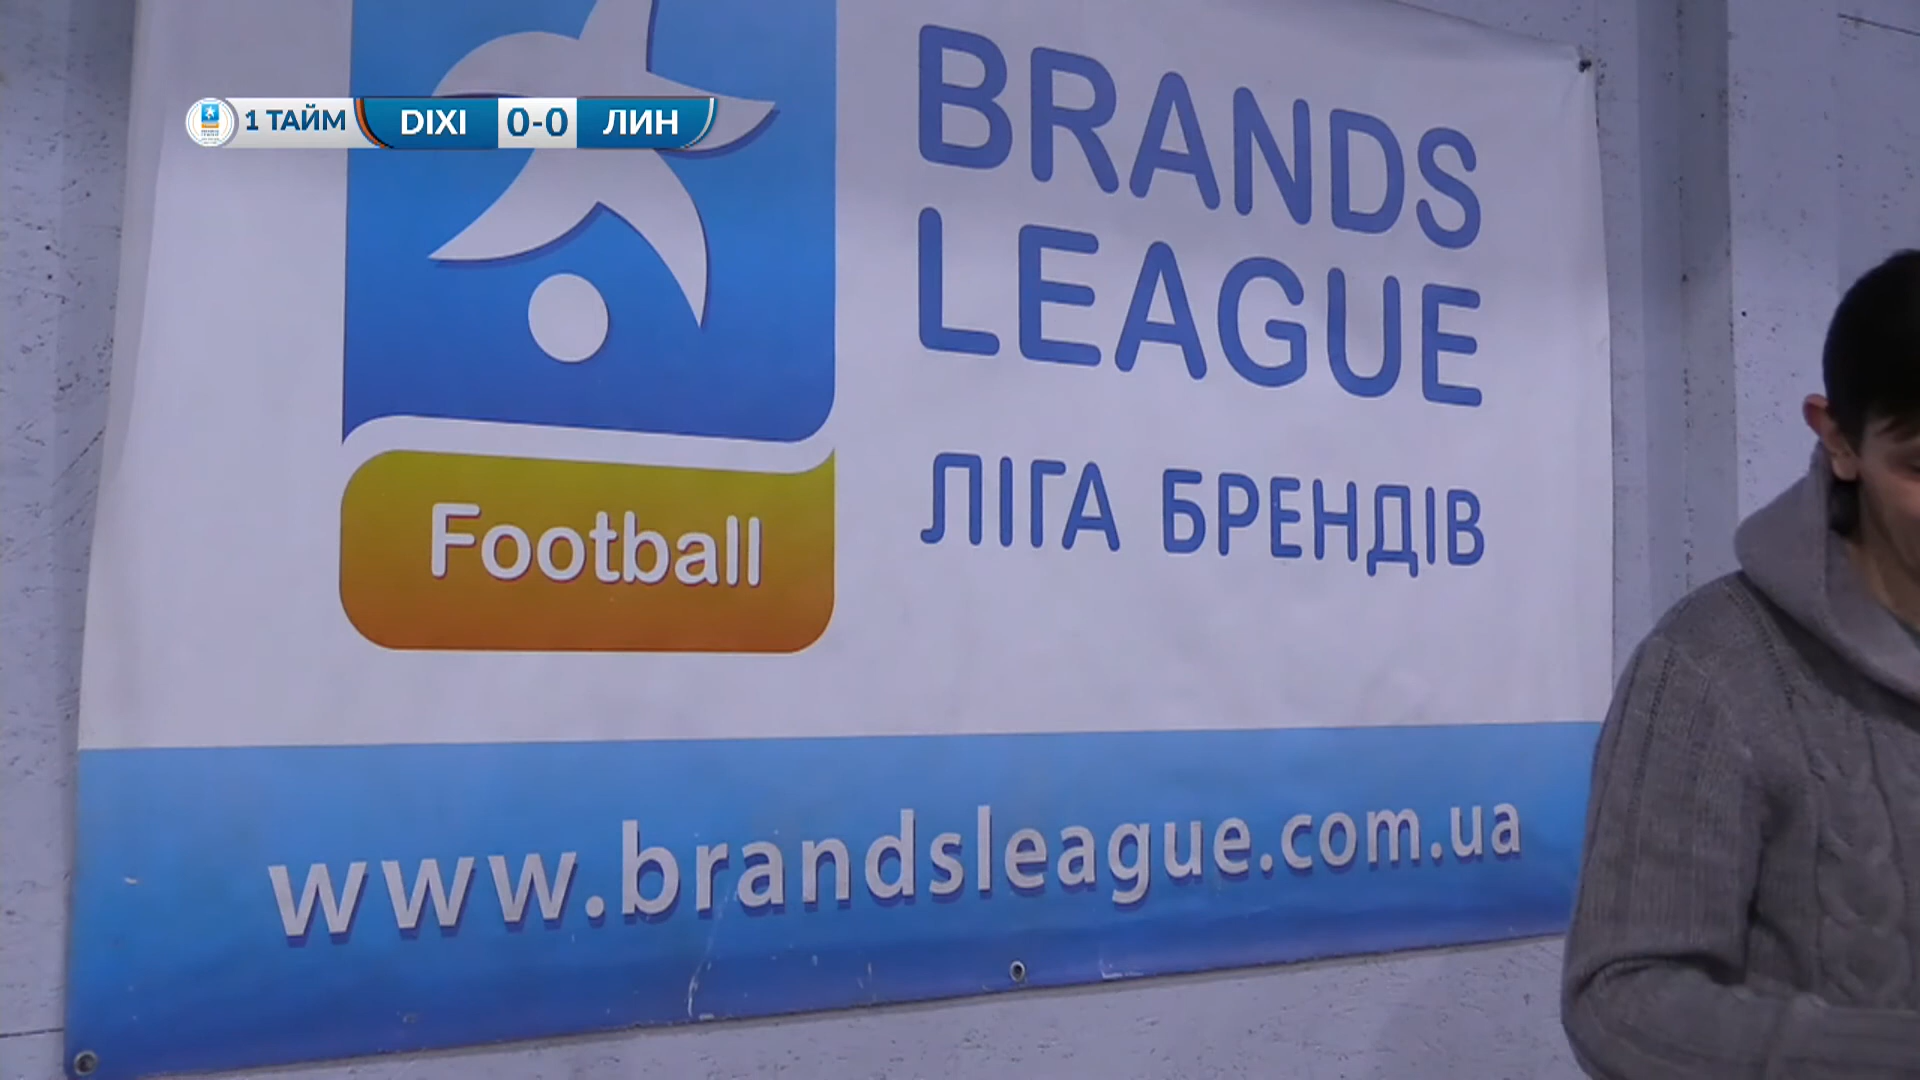 1 ТАЙМ DIXI 0-0 ЛИН
BRANDS
LEAGUE
ЛІГА БРЕНДІВ
Football
www.brandsleague.com.ua